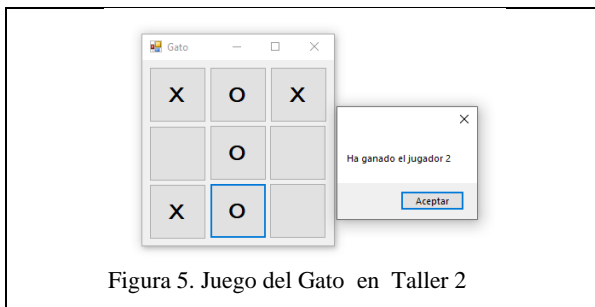 Gato
X O X
O
X O
Ha ganado el jugador 2
Aceptar
Figura 5. Juego del Gato en Taller 2